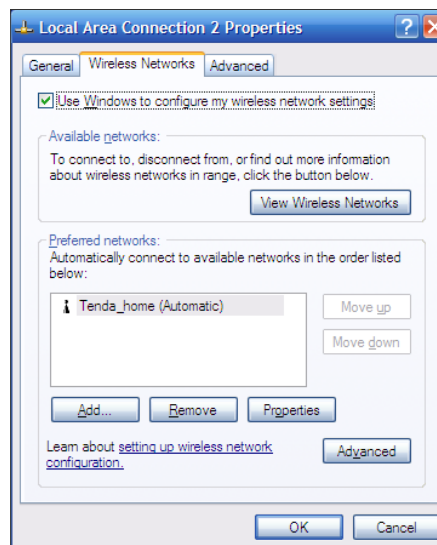 Local Area Connection 2 Properties
General
Wireless Networks
Advanced
Use Windows to configure my wireless network settings
Available networks:
To connect to, disconnect from, or find out more information
about wireless networks in range, click the button below.
View Wireless Networks
Preferred networks:
Automatically connect to available networks in the order listed
below:
Tenda_home (Automatic)
Move up
Move down
Add...
Remove
Properties
Learn about setting up wireless network
configuration.
Advanced
OK
Cancel